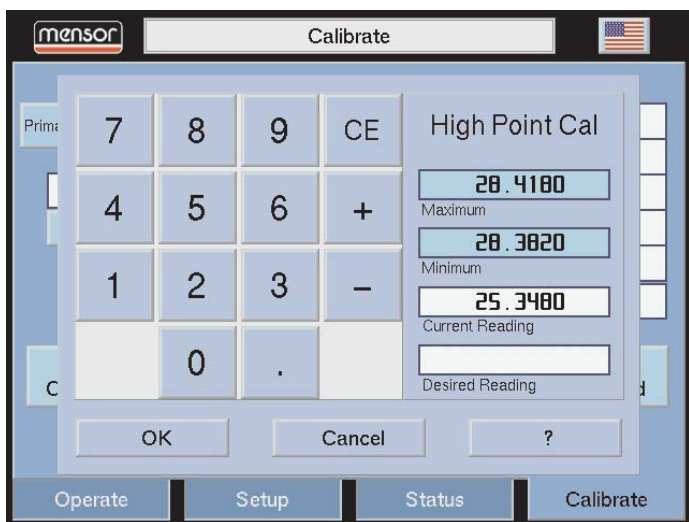 mensor
Calibrate
Prima
7 8 9 CE
4 5 6 +
1 2 3 –
0 .
High Point Cal
28.4180
Maximum
28.3820
Minimum
25.3480
Current Reading
Desired Reading
C
d
OK Cancel ?
Operate Setup Status Calibrate